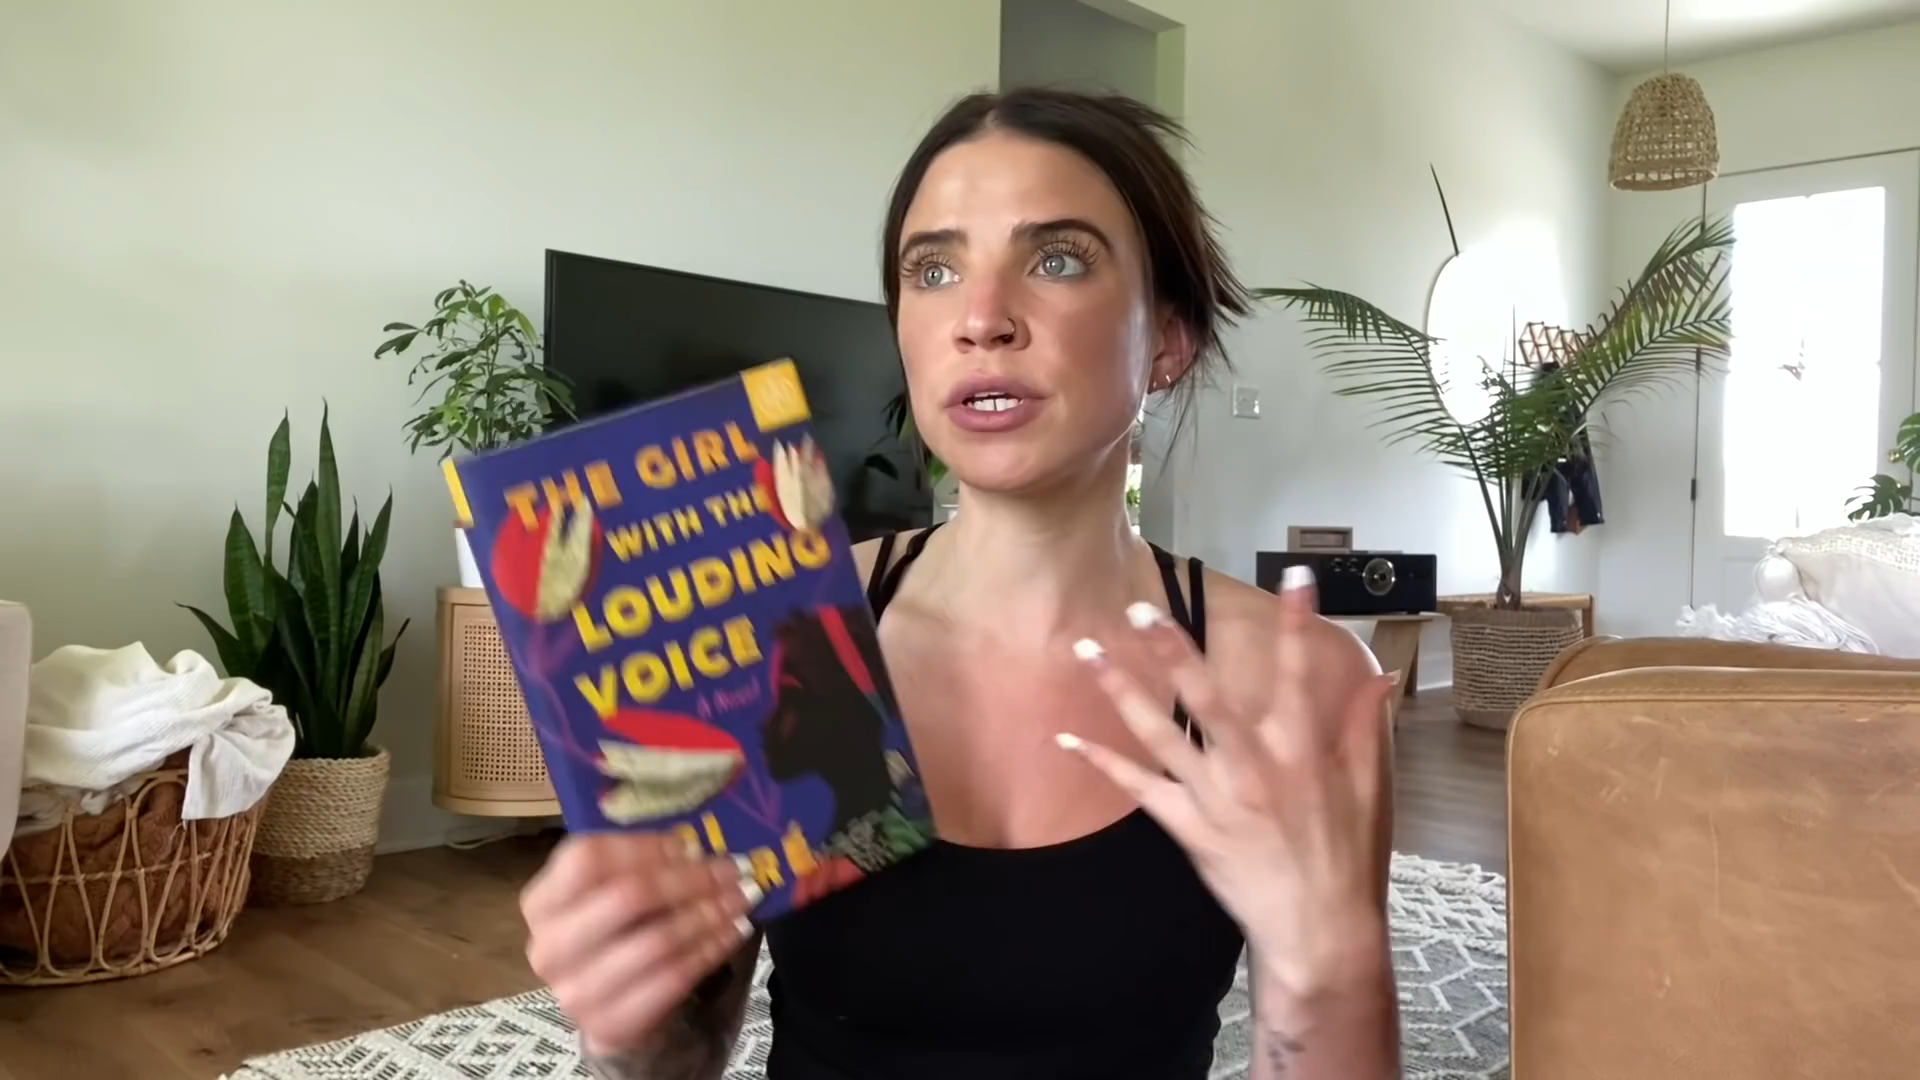 THE GIRL
WITH THE
LOUDING
VOICE
A Novel